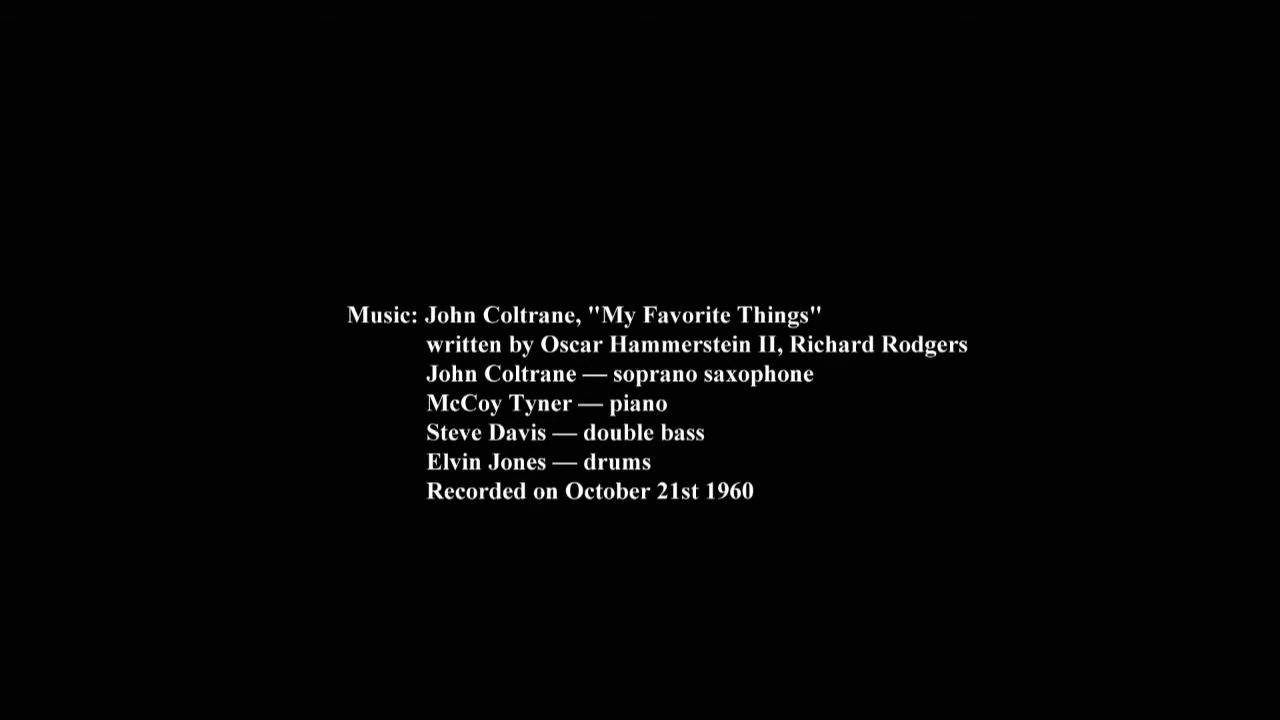 Music: John Coltrane, "My Favorite Things"
written by Oscar Hammerstein II, Richard Rodgers
John Coltrane — soprano saxophone
McCoy Tyner — piano
Steve Davis — double bass
Elvin Jones — drums
Recorded on October 21st 1960